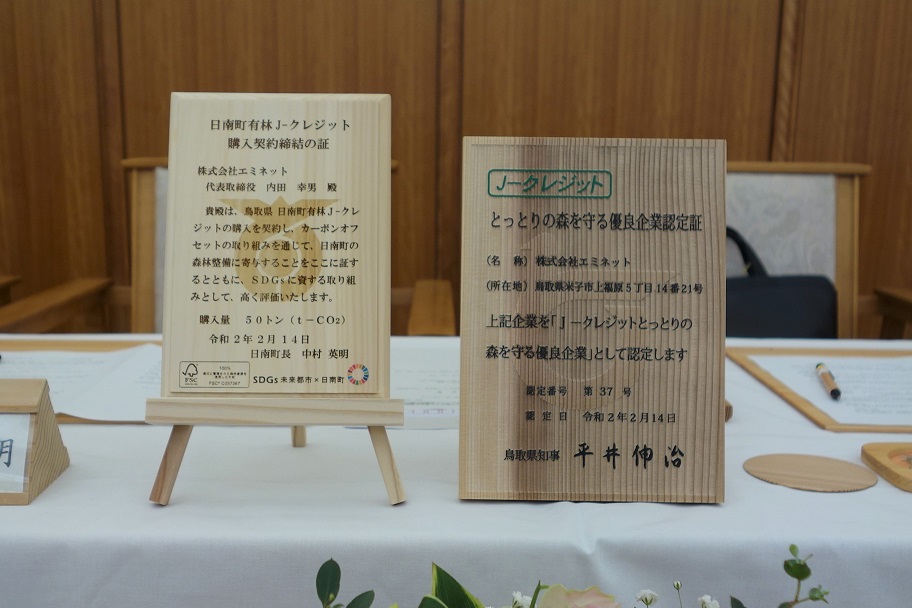 日南町有林J-クレジット
購入契約締結の証
株式会社エミネット
代表取締役 内田 幸男 殿
貴殿は、鳥取県 日南町有林J-クレ
ジットの購入を契約し、カーボンオフ
セットの取り組みを通じて、日南町の
森林整備に寄与することをここに証す
るとともに、SDGsに資する取り組
みとして、高く評価いたします。
購入量 50トン(t-CO2)
令和2年2月14日
日南町長 中村 英明
FSC
100%
SDGs 未来都市×日南町
J-クレジット
とっとりの森を守る優良企業認定証
(名 称) 株式会社エミネット
(所在地) 鳥取県米子市上福原5丁目14番21号
上記企業を「J-クレジットとっとりの
森を守る優良企業」として認定します
認定番号 第 37 号
認 定 日 令和2年2月14日
鳥取県知事 平井伸治
明